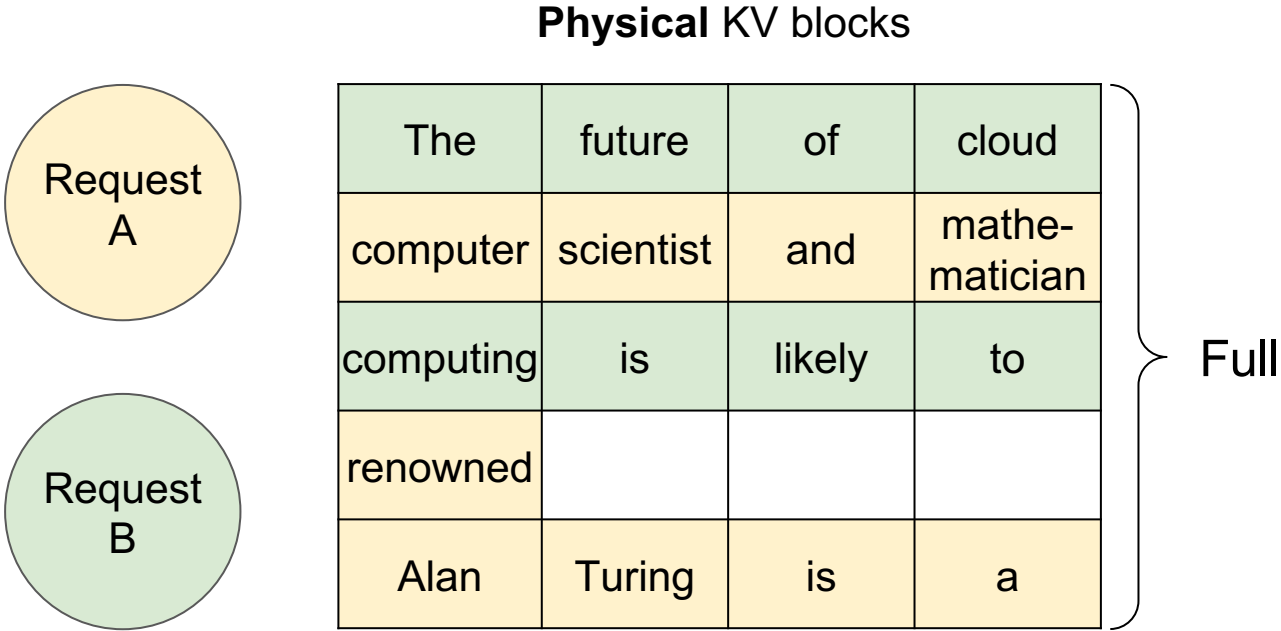 Physical KV blocks
Request
A
Request
B
The future of cloud
computer scientist and mathe-
matician
computing is likely to
renowned
Alan Turing is a
Full